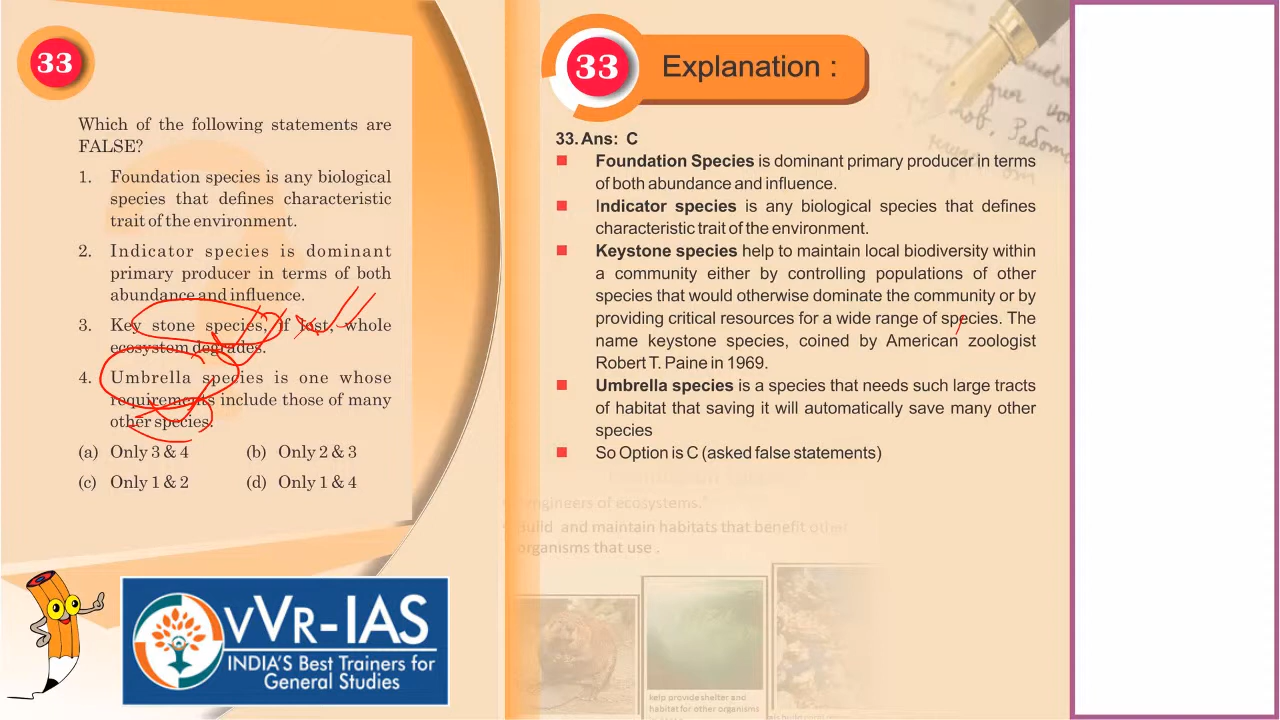 33
Which of the following statements are
FALSE?
1. Foundation species is any biological
species that defines characteristic
trait of the environment.
2. Indicator species is dominant
primary producer in terms of both
abundance and influence.
3. Key stone species, if lost, whole
ecosystem degrades.
4. Umbrella species is one whose
requirements include those of many
other species.
(a) Only 3 & 4 (b) Only 2 & 3
(c) Only 1 & 2 (d) Only 1 & 4
vVr-IAS
INDIA'S Best Trainers for
General Studies
33 Explanation :
33. Ans: C
Foundation Species is dominant primary producer in terms
of both abundance and influence.
Indicator species is any biological species that defines
characteristic trait of the environment.
Keystone species help to maintain local biodiversity within
a community either by controlling populations of other
species that would otherwise dominate the community or by
providing critical resources for a wide range of species. The
name keystone species, coined by American zoologist
Robert T. Paine in 1969.
Umbrella species is a species that needs such large tracts
of habitat that saving it will automatically save many other
species
So Option is C (asked false statements)
engineers of ecosystems."
build and maintain habitats that benefit other
organisms that use .
kelp provide shelter and
habitat for other organisms